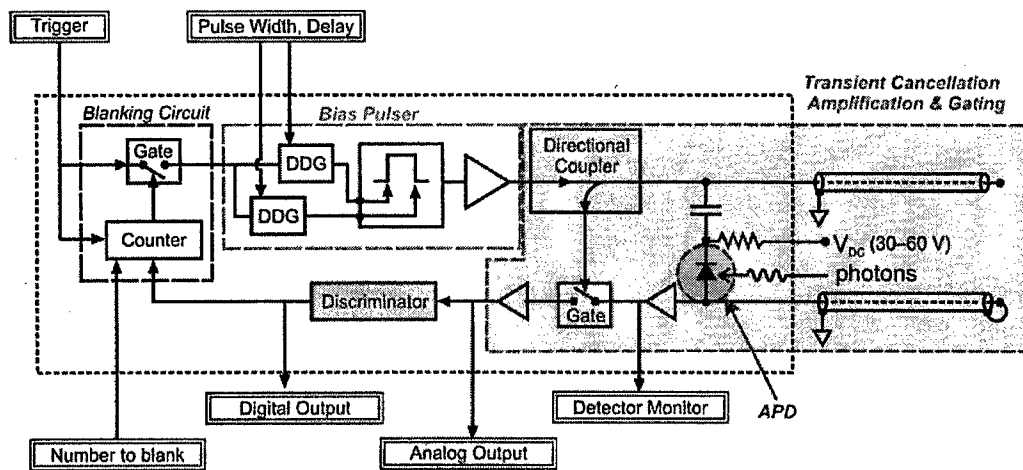 Trigger
Pulse Width, Delay
Transient Cancellation
Amplification & Gating
Blanking Circuit
Bias Pulser
Gate
DDG
DDG
Directional
Coupler
Counter
V_DC (30–60 V)
photons
Discriminator
Gate
Digital Output
Detector Monitor
APD
Number to blank
Analog Output